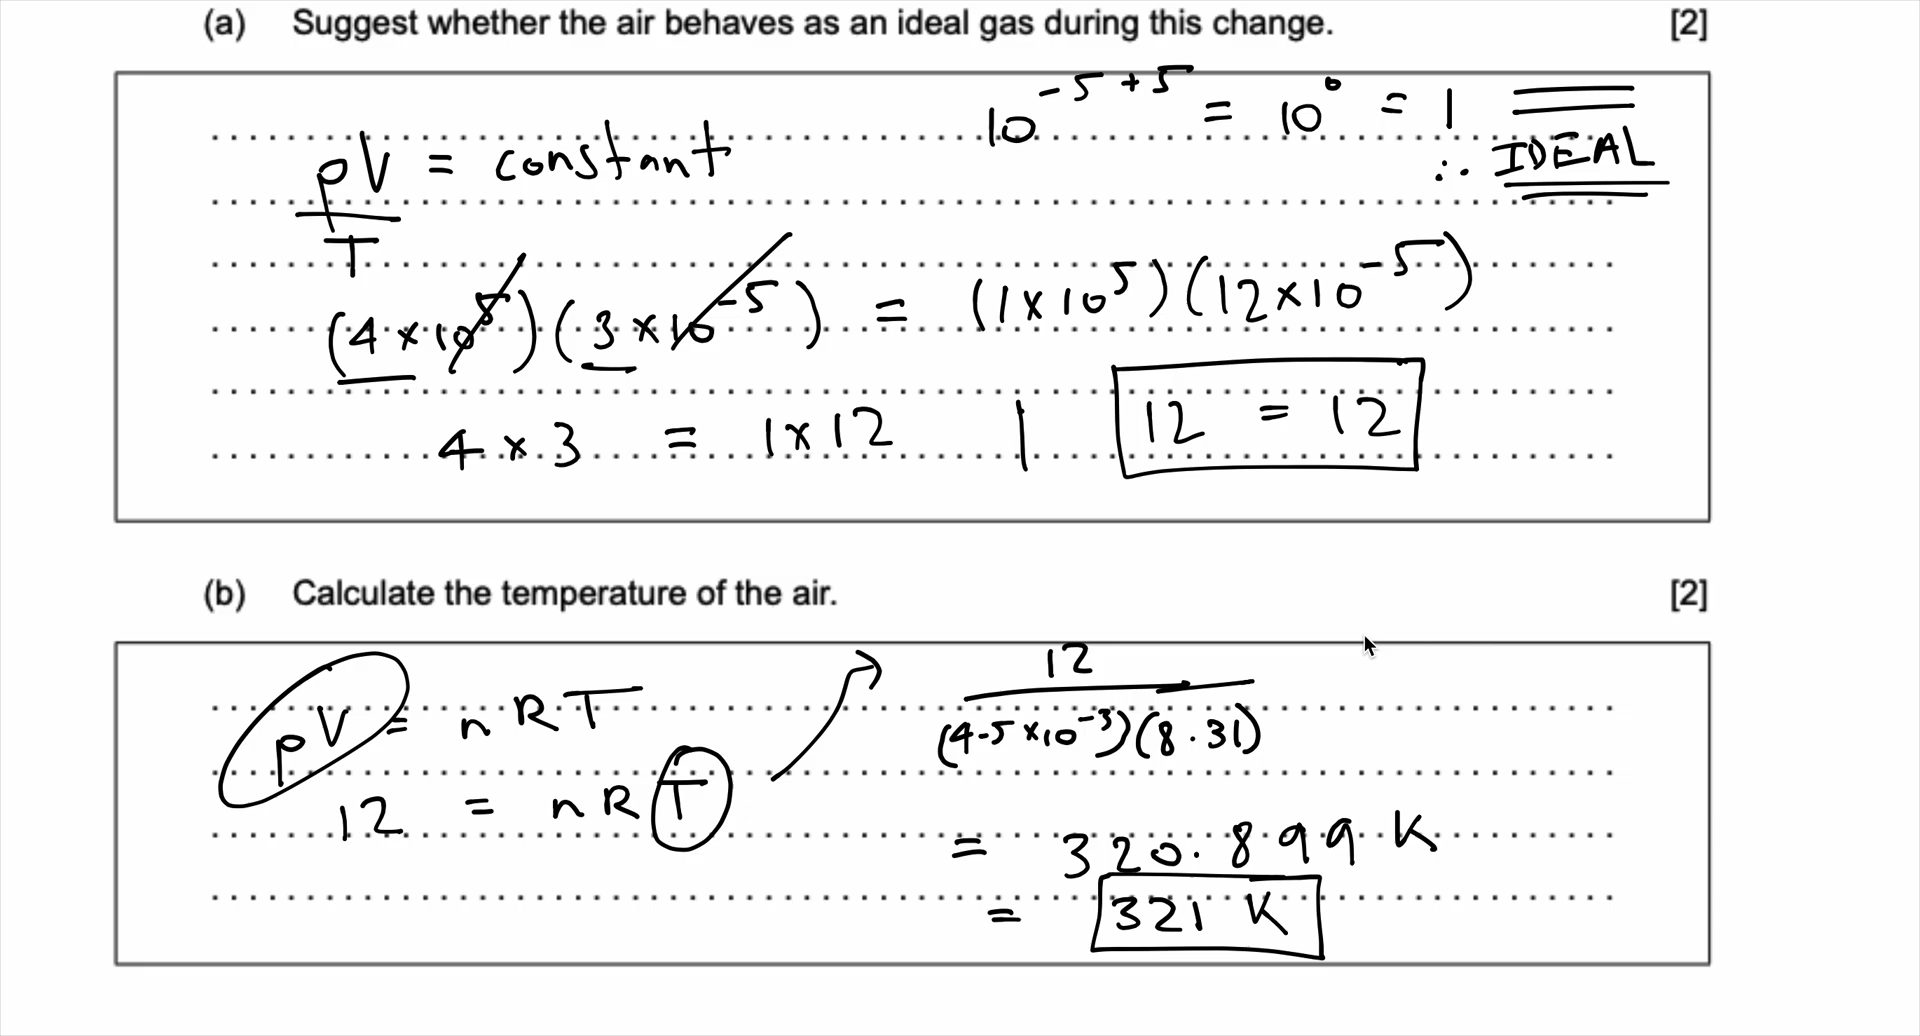 (a) Suggest whether the air behaves as an ideal gas during this change. [2]
10^-5+5 = 10^0 = 1
pV/T = constant
∴ IDEAL
(4×10^5)(3×10^-5) = (1×10^5)(12×10^-5)
4×3 = 1×12 | 12 = 12
(b) Calculate the temperature of the air. [2]
pV = nRT
12 = nRT
12/(4.5×10^-3)(8.31)
= 320.899 K
= 321 K